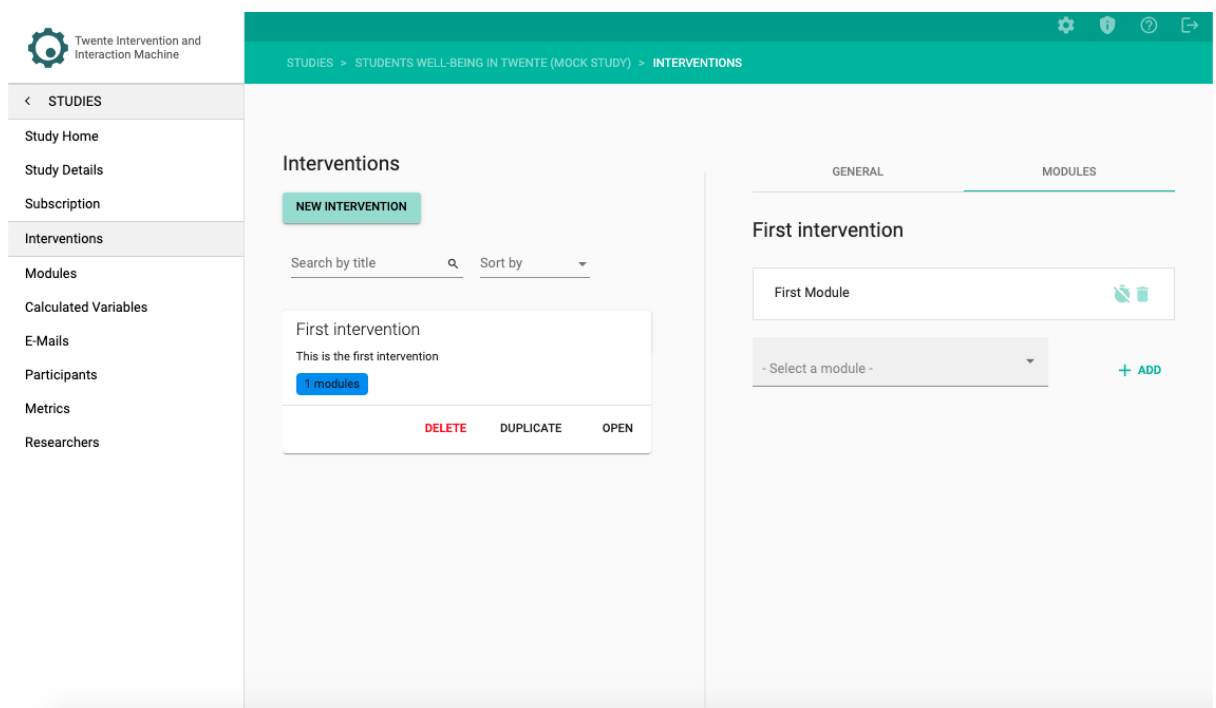 Twente Intervention and
Interaction Machine
STUDIES > STUDENTS WELL-BEING IN TWENTE (MOCK STUDY) > INTERVENTIONS
< STUDIES
Study Home
Study Details
Subscription
Interventions
Modules
Calculated Variables
E-Mails
Participants
Metrics
Researchers
Interventions
NEW INTERVENTION
Search by title
Sort by
First intervention
This is the first intervention
1 modules
DELETE DUPLICATE OPEN
GENERAL MODULES
First intervention
First Module
- Select a module -
+ ADD